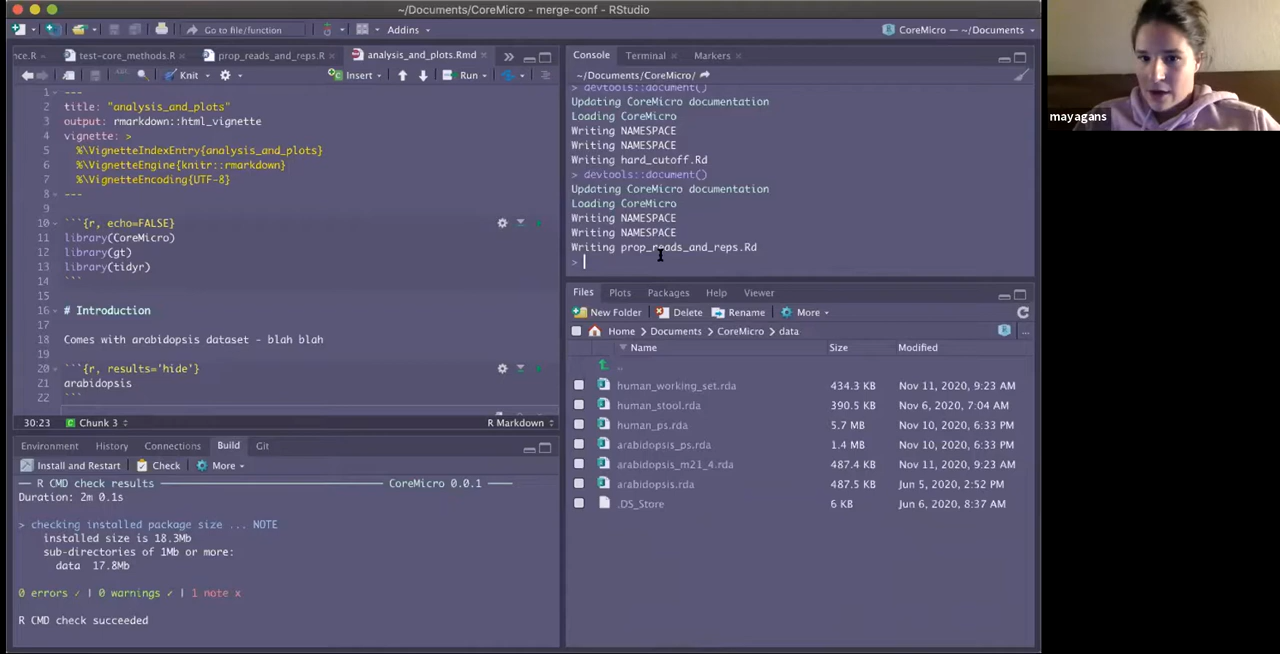 ~/Documents/CoreMicro - merge-conf - RStudio
Go to file/function
Addins
CoreMicro — ~/Documents
nce.R
test-core_methods.R
prop_reads_and_reps.R
analysis_and_plots.Rmd
Knit
Insert
Run
1 ---
2 title: "analysis_and_plots"
3 output: rmarkdown::html_vignette
4 vignette: >
5 %\VignetteIndexEntry{analysis_and_plots}
6 %\VignetteEngine{knitr::rmarkdown}
7 %\VignetteEncoding{UTF-8}
8 ---
9
10 ```{r, echo=FALSE}
11 library(CoreMicro)
12 library(gt)
13 library(tidyr)
14 ```
15
16 # Introduction
17
18 Comes with arabidopsis dataset - blah blah
19
20 ```{r, results='hide'}
21 arabidopsis
22 ```
30:23
Chunk 3
R Markdown
Environment
History
Connections
Build
Git
Install and Restart
Check
More
— R CMD check results — CoreMicro 0.0.1 —
Duration: 2m 0.1s
> checking installed package size ... NOTE
installed size is 18.3Mb
sub-directories of 1Mb or more:
data 17.8Mb
0 errors ✓ | 0 warnings ✓ | 1 note x
R CMD check succeeded
Console
Terminal
Markers
~/Documents/CoreMicro/
> devtools::document()
Updating CoreMicro documentation
Loading CoreMicro
Writing NAMESPACE
Writing NAMESPACE
Writing hard_cutoff.Rd
> devtools::document()
Updating CoreMicro documentation
Loading CoreMicro
Writing NAMESPACE
Writing NAMESPACE
Writing prop_reads_and_reps.Rd
>
Files
Plots
Packages
Help
Viewer
New Folder
Delete
Rename
More
Home > Documents > CoreMicro > data
Name Size Modified
..
human_working_set.rda 434.3 KB Nov 11, 2020, 9:23 AM
human_stool.rda 390.5 KB Nov 6, 2020, 7:04 AM
human_ps.rda 5.7 MB Nov 10, 2020, 6:33 PM
arabidopsis_ps.rda 1.4 MB Nov 10, 2020, 6:33 PM
arabidopsis_m21_4.rda 487.4 KB Nov 11, 2020, 9:23 AM
arabidopsis.rda 487.5 KB Jun 5, 2020, 2:52 PM
.DS_Store 6 KB Jun 6, 2020, 8:37 AM
mayagans